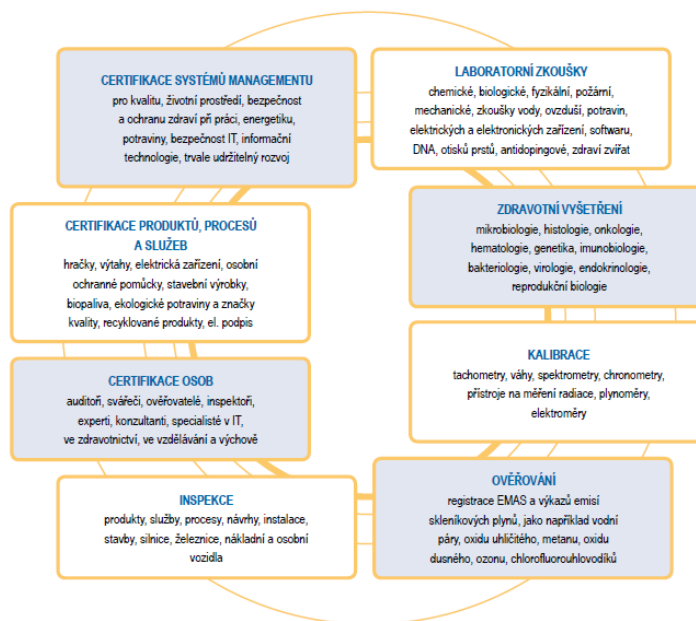 CERTIFIKACE SYSTÉMŮ MANAGEMENTU
pro kvalitu, životní prostředí, bezpečnost
a ochranu zdraví při práci, energetiku,
potraviny, bezpečnost IT, informační
technologie, trvale udržitelný rozvoj
LABORATORNÍ ZKOUŠKY
chemické, biologické, fyzikální, požární,
mechanické, zkoušky vody, ovzduší, potravin,
elektrických a elektronických zařízení, softwaru,
DNA, otisků prstů, antidopingové, zdraví zvířat
CERTIFIKACE PRODUKTŮ, PROCESŮ
A SLUŽEB
hračky, výtahy, elektrická zařízení, osobní
ochranné pomůcky, stavební výrobky,
biopaliva, ekologické potraviny a značky
kvality, recyklované produkty, el. podpis
ZDRAVOTNÍ VYŠETŘENÍ
mikrobiologie, histologie, onkologie,
hematologie, genetika, imunobiologie,
bakteriologie, virologie, endokrinologie,
reprodukční biologie
CERTIFIKACE OSOB
auditoři, svářeči, ověřovatelé, inspektoři,
experti, konzultanti, specialisté v IT,
ve zdravotnictví, ve vzdělávání a výchově
KALIBRACE
tachometry, váhy, spektrometry, chronometry,
přístroje na měření radiace, plynoměry,
elektroměry
INSPEKCE
produkty, služby, procesy, návrhy, instalace,
stavby, silnice, železnice, nákladní a osobní
vozidla
OVĚŘOVÁNÍ
registrace EMAS a výkazů emisí
skleníkových plynů, jako například vodní
páry, oxidu uhličitého, metanu, oxidu
dusného, ozonu, chlorofluorouhlovodíků